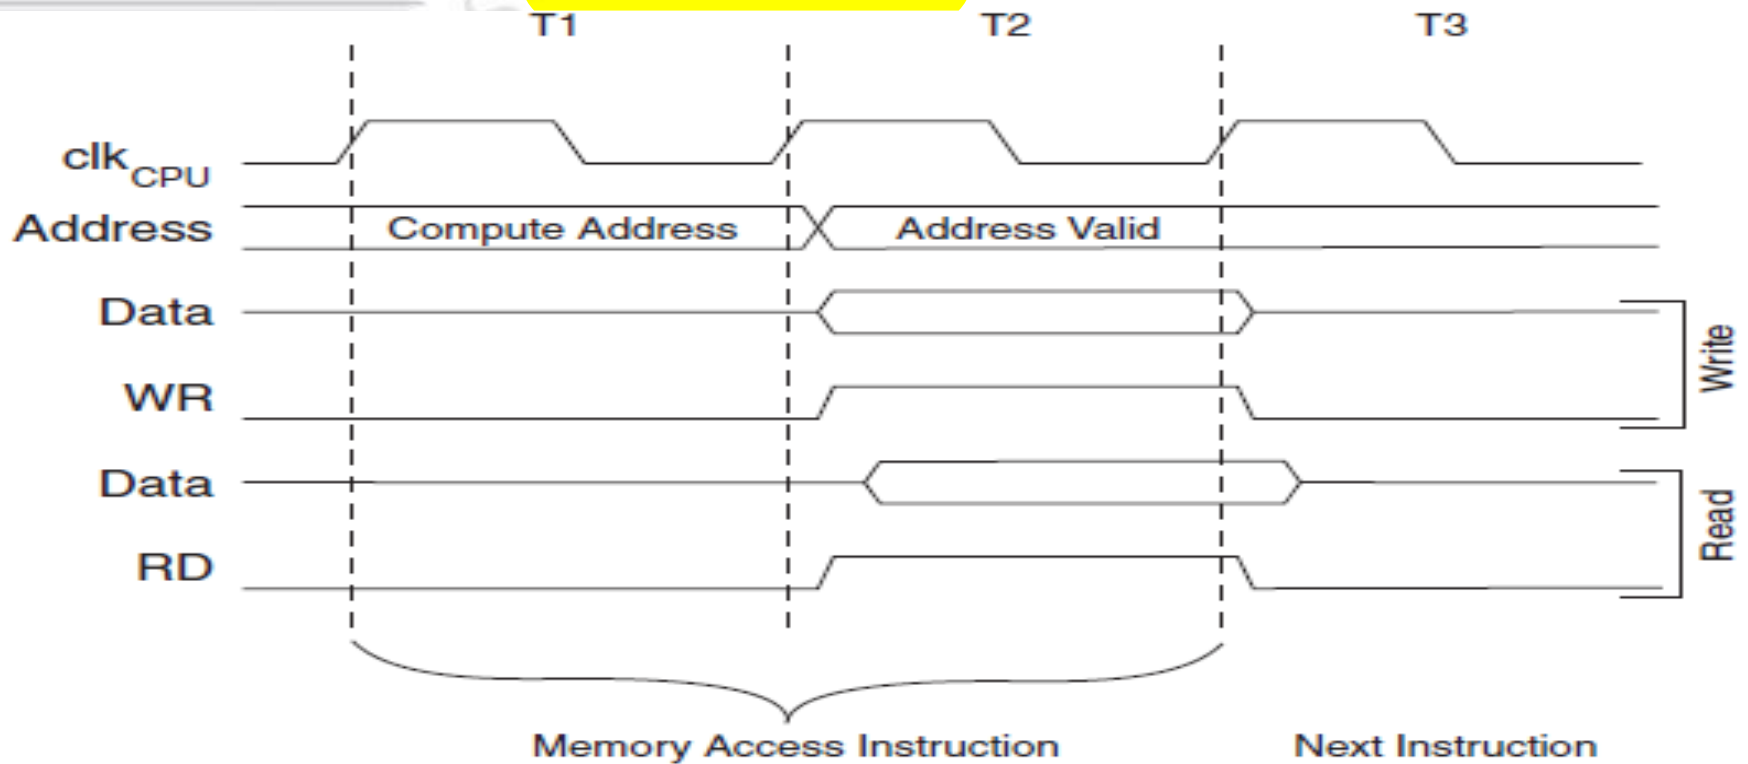 T1 T2 T3
clkCPU
Address Compute Address Address Valid
Data
WR
Write
Data
RD
Read
Memory Access Instruction Next Instruction